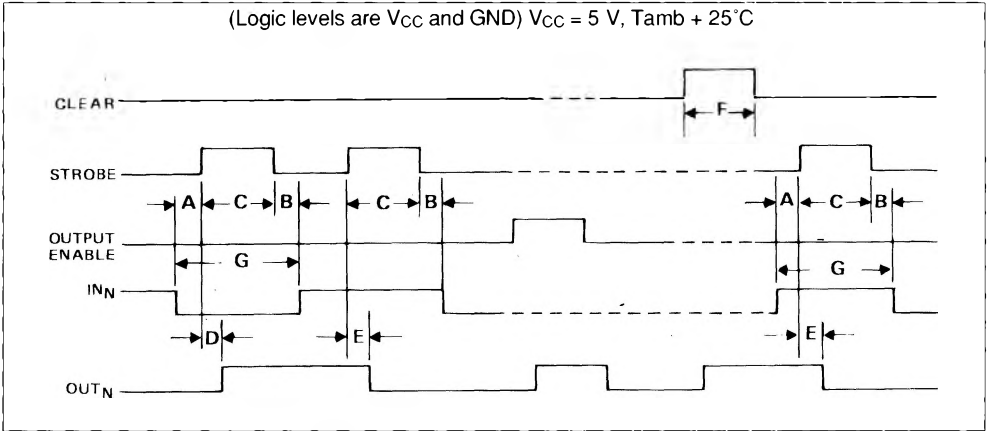 (Logic levels are VCC and GND) VCC = 5 V, Tamb + 25°C
CLEAR
F
STROBE
A C B C B A C B
OUTPUT
ENABLE
G G
INN
D E E
OUTN